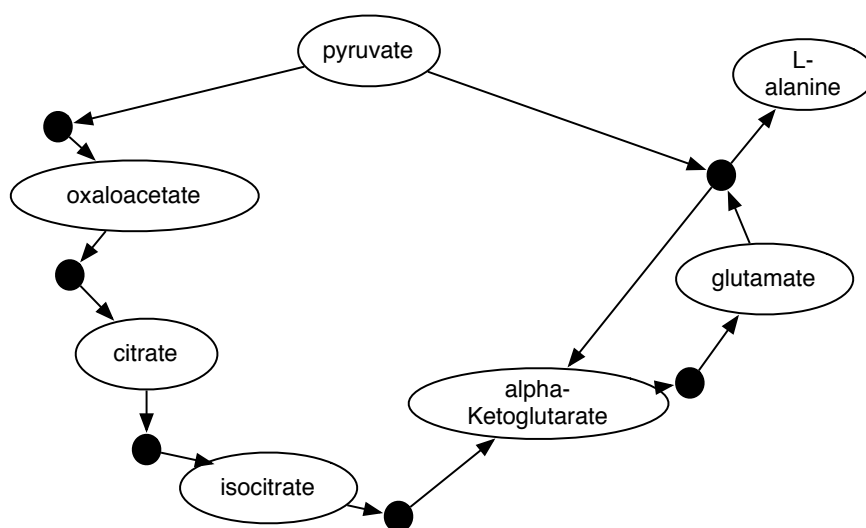 pyruvate
L-
alanine
oxaloacetate
glutamate
citrate
alpha-
Ketoglutarate
isocitrate